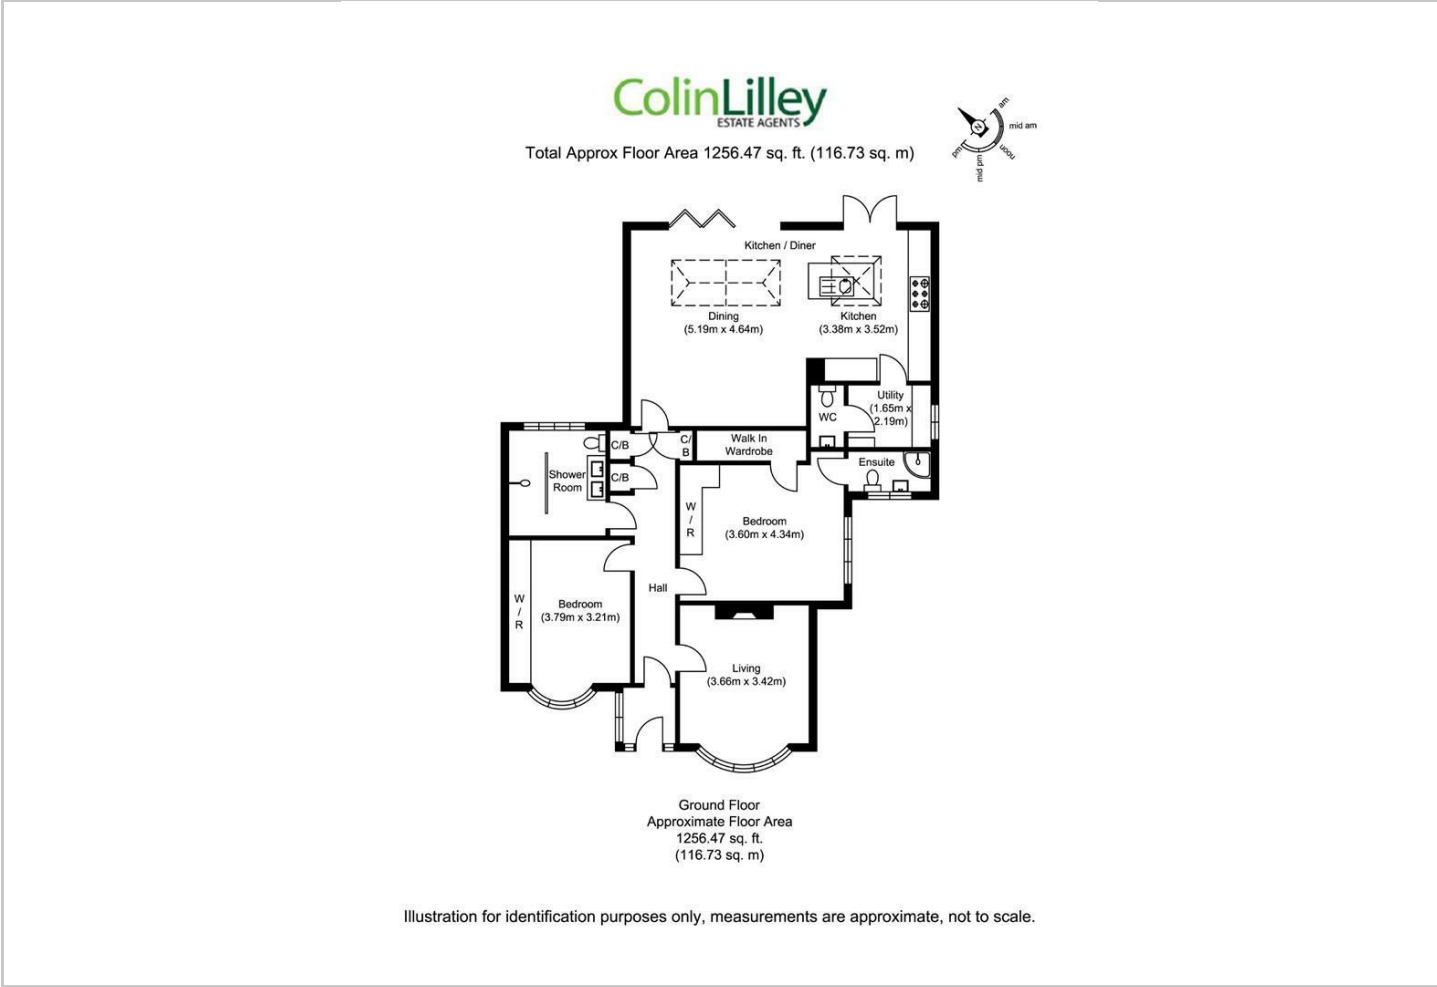 ColinLilley
ESTATE AGENTS
Total Approx Floor Area 1256.47 sq. ft. (116.73 sq. m)
N
am
mid am
noon
mid pm
pm
Kitchen / Diner
Dining
(5.19m x 4.64m)
Kitchen
(3.38m x 3.52m)
Utility
(1.65m x
2.19m)
WC
C/B
C/
B
Walk In
Wardrobe
Ensuite
Shower
Room
C/B
W
/
R
Bedroom
(3.60m x 4.34m)
Hall
W
/
R
Bedroom
(3.79m x 3.21m)
Living
(3.66m x 3.42m)
Ground Floor
Approximate Floor Area
1256.47 sq. ft.
(116.73 sq. m)
Illustration for identification purposes only, measurements are approximate, not to scale.